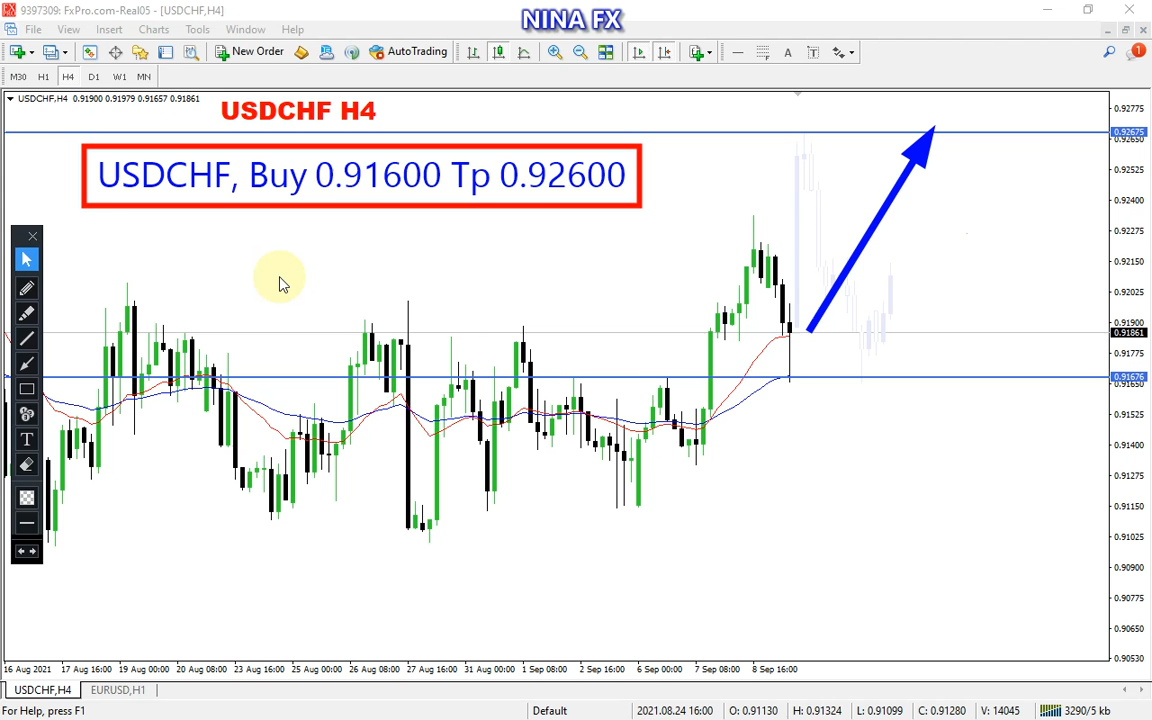 9397309: FxPro.com-Real05 - [USDCHF,H4]
NINA FX
File View Insert Charts Tools Window Help
New Order AutoTrading
1
M30 H1 H4 D1 W1 MN
USDCHF,H4 0.91900 0.91979 0.91657 0.91861
USDCHF H4
USDCHF, Buy 0.91600 Tp 0.92600
0.92775
0.92675
0.92650
0.92525
0.92400
0.92275
0.92150
0.92025
0.91900
0.91861
0.91775
0.91676
0.91650
0.91525
0.91400
0.91275
0.91150
0.91025
0.90900
0.90775
0.90650
0.90530
16 Aug 2021 17 Aug 16:00 19 Aug 00:00 20 Aug 08:00 23 Aug 16:00 25 Aug 00:00 26 Aug 08:00 27 Aug 16:00 31 Aug 00:00 1 Sep 08:00 2 Sep 16:00 6 Sep 00:00 7 Sep 08:00 8 Sep 16:00
USDCHF,H4 EURUSD,H1
For Help, press F1 Default 2021.08.24 16:00 O: 0.91130 H: 0.91324 L: 0.91099 C: 0.91280 V: 14045 3290/5 kb